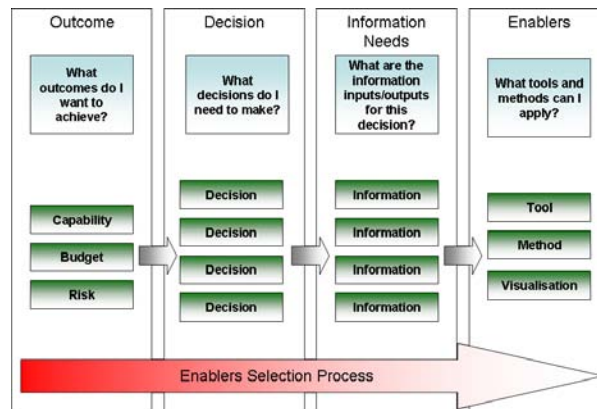 Outcome
What
outcomes do I
want to
achieve?
Capability
Budget
Risk
Decision
What
decisions do I
need to make?
Decision
Decision
Decision
Decision
Information
Needs
What are the
information
inputs/outputs
for this
decision?
Information
Information
Information
Information
Enablers
What tools and
methods can I
apply?
Tool
Method
Visualisation
Enablers Selection Process